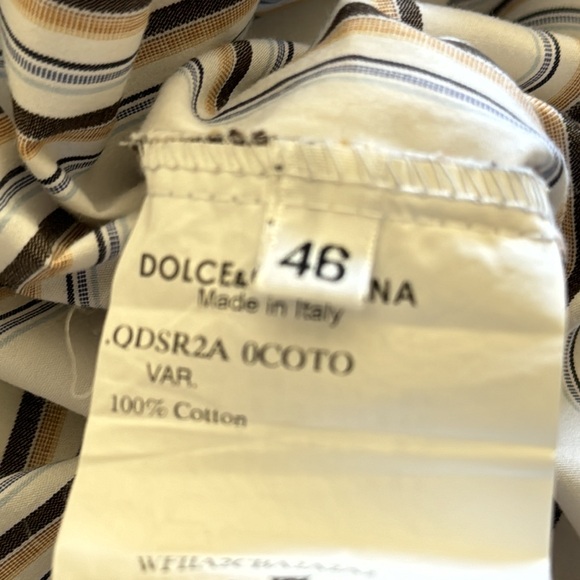 46
DOLCE& NA
Made in Italy
.QDSR2A 0COTO
VAR.
100% Cotton